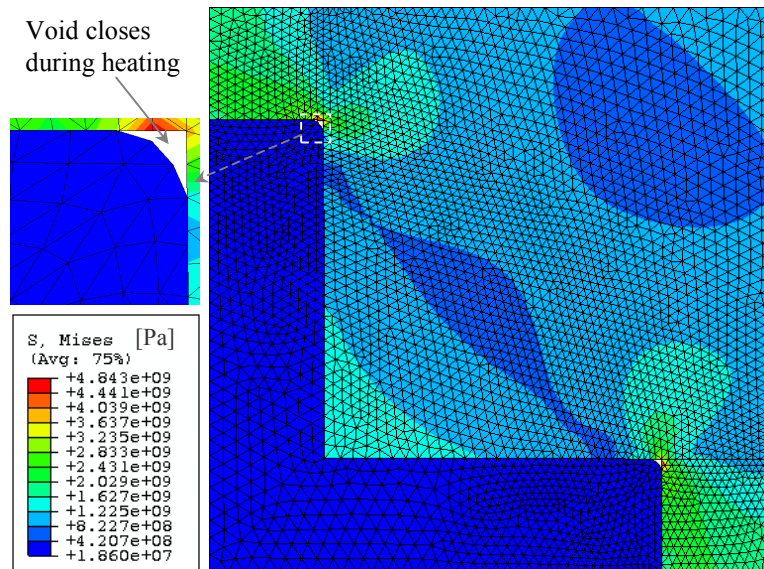 Void closes
during heating
S, Mises [Pa]
(Avg: 75%)
+4.843e+09
+4.441e+09
+4.039e+09
+3.637e+09
+3.235e+09
+2.833e+09
+2.431e+09
+2.029e+09
+1.627e+09
+1.225e+09
+8.227e+08
+4.207e+08
+1.860e+07